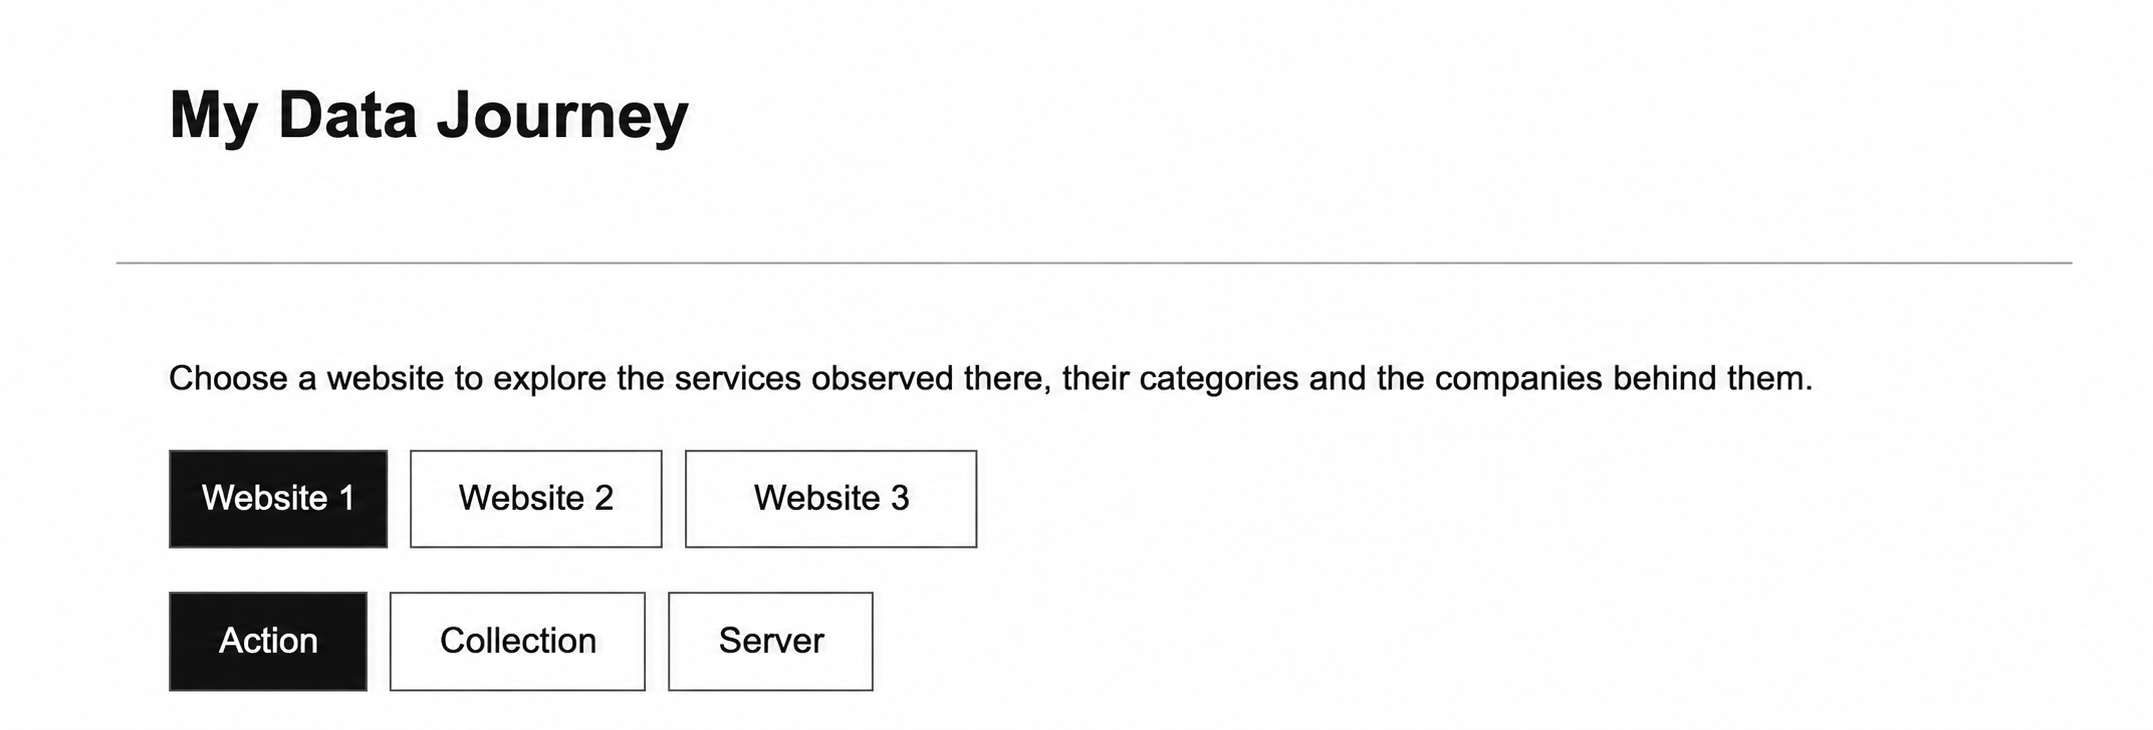 My Data Journey
Choose a website to explore the services observed there, their categories and the companies behind them.
Website 1 Website 2 Website 3
Action Collection Server